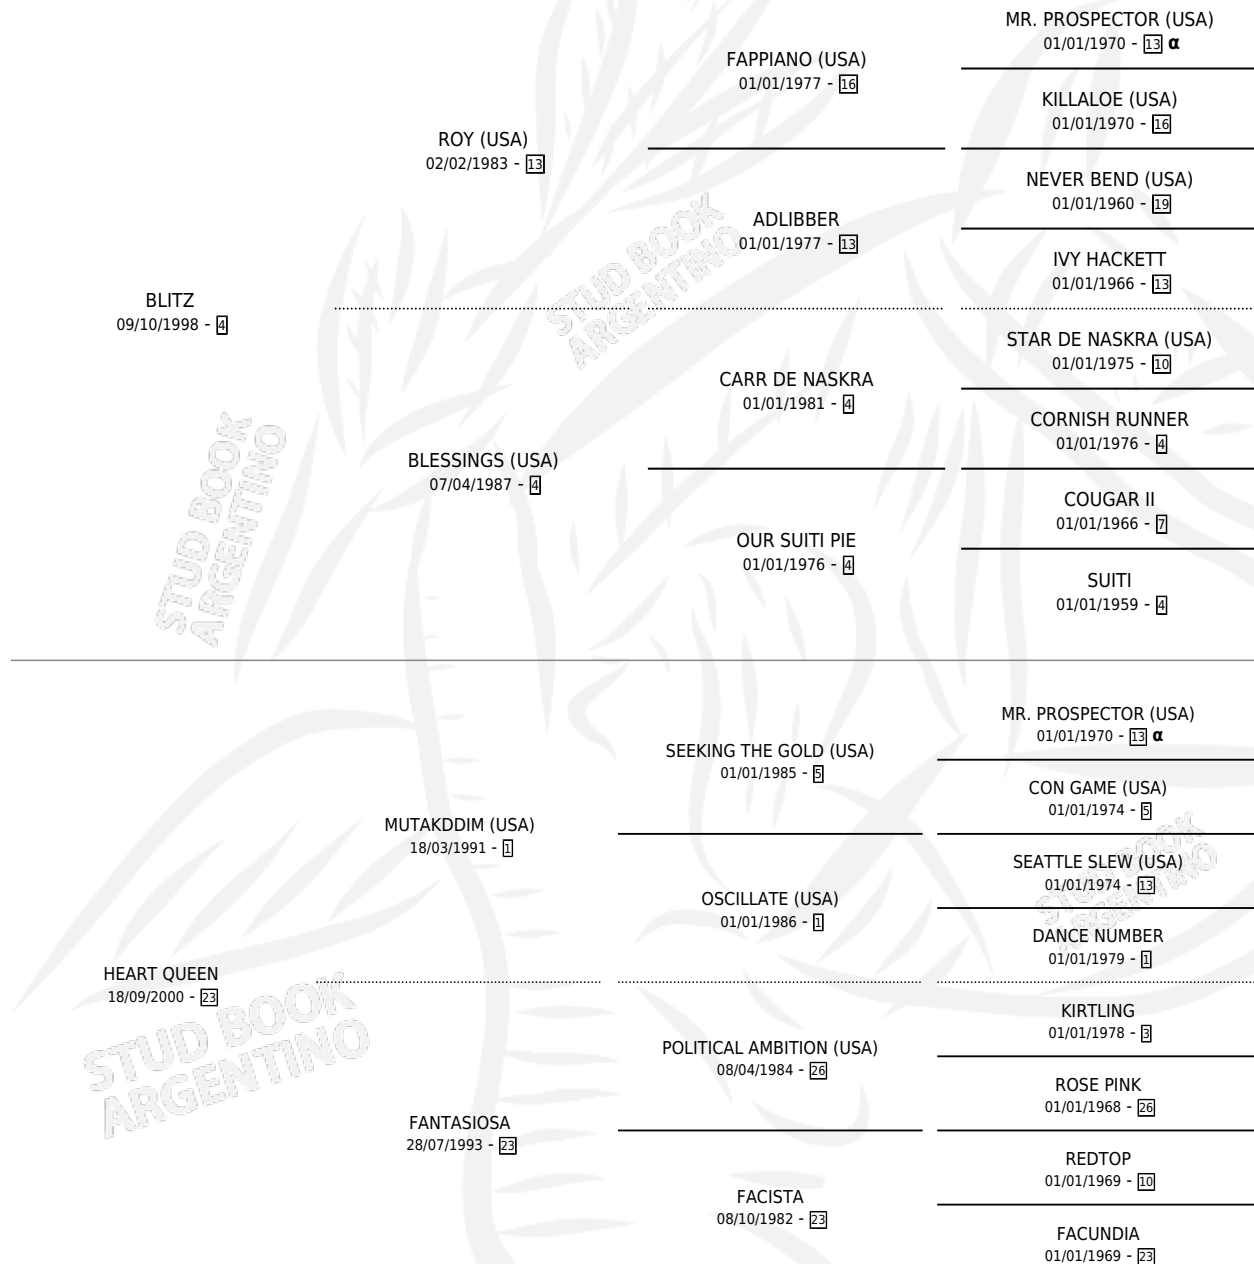 MR. PROSPECTOR (USA)
01/01/1970 - 13 α
FAPPIANO (USA)
01/01/1977 - 16
KILLALOE (USA)
01/01/1970 - 16
ROY (USA)
02/02/1983 - 13
NEVER BEND (USA)
01/01/1960 - 19
ADLIBBER
01/01/1977 - 13
IVY HACKETT
01/01/1966 - 13
BLITZ
09/10/1998 - 4
STUD BOOK
ARGENTINO
STAR DE NASKRA (USA)
01/01/1975 - 10
CARR DE NASKRA
01/01/1981 - 4
CORNISH RUNNER
01/01/1976 - 4
BLESSINGS (USA)
07/04/1987 - 4
COUGAR II
01/01/1966 - 7
OUR SUITI PIE
01/01/1976 - 4
SUITI
01/01/1959 - 4
STUD BOOK
ARGENTINO
MR. PROSPECTOR (USA)
01/01/1970 - 13 α
SEEKING THE GOLD (USA)
01/01/1985 - 5
CON GAME (USA)
01/01/1974 - 5
MUTAKDDIM (USA)
18/03/1991 - 1
SEATTLE SLEW (USA)
01/01/1974 - 13
STUD BOOK
ARGENTINO
OSCILLATE (USA)
01/01/1986 - 1
DANCE NUMBER
01/01/1979 - 1
HEART QUEEN
18/09/2000 - 23
STUD BOOK
ARGENTINO
KIRTLING
01/01/1978 - 3
POLITICAL AMBITION (USA)
08/04/1984 - 26
ROSE PINK
01/01/1968 - 26
FANTASIOSA
28/07/1993 - 23
REDTOP
01/01/1969 - 10
FACISTA
08/10/1982 - 23
FACUNDIA
01/01/1969 - 23